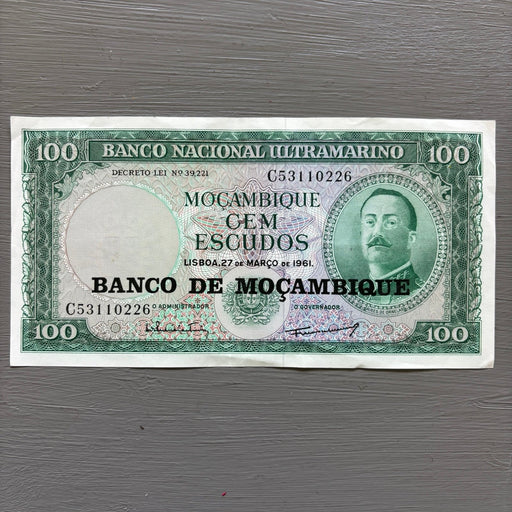 100 BANCO NACIONAL ULTRAMARINO 100
DECRETO LEI Nº 39,221 C53110226
MOÇAMBIQUE
CEM
ESCUDOS
LISBOA, 27 DE MARÇO DE 1961.
BANCO DE MOÇAMBIQUE
C53110226 O ADMINISTRADOR O GOVERNADOR
100 100